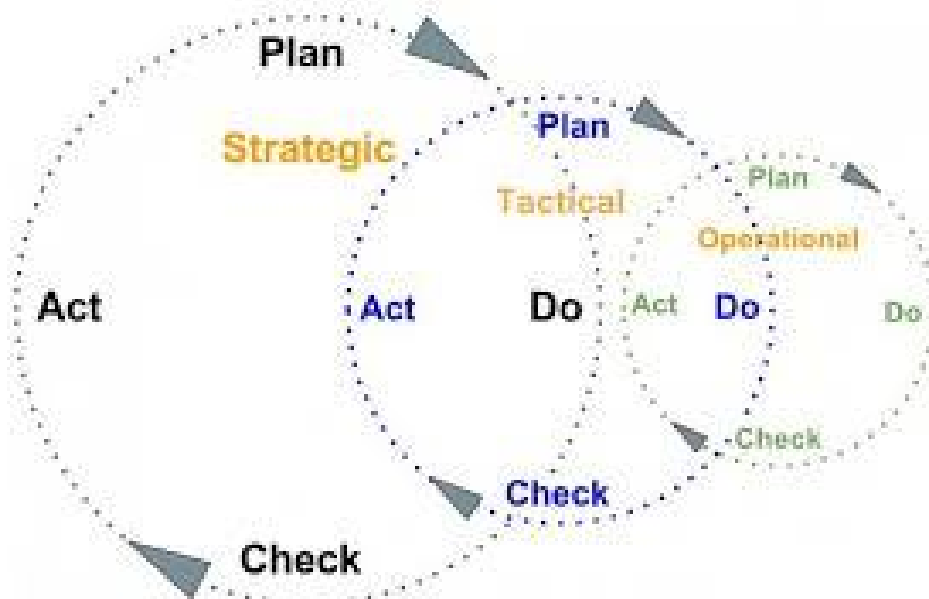 Plan
Plan
Strategic
Plan
Tactical
Operational
Act
Act
Do
Act
Do
Do
Check
Check
Check